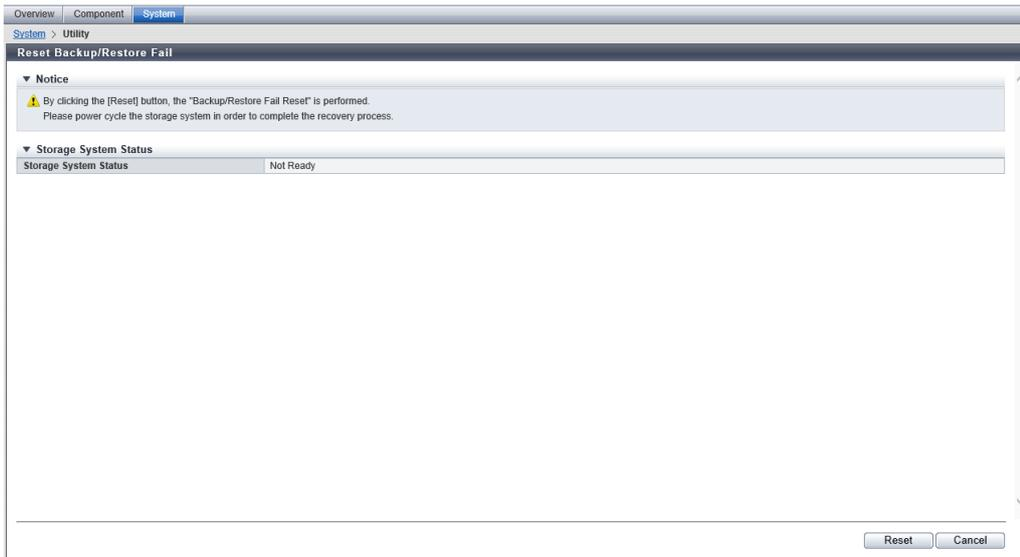 Overview Component System
System > Utility
Reset Backup/Restore Fail
Notice
By clicking the [Reset] button, the "Backup/Restore Fail Reset" is performed.
Please power cycle the storage system in order to complete the recovery process.
Storage System Status
Storage System Status Not Ready
Reset Cancel